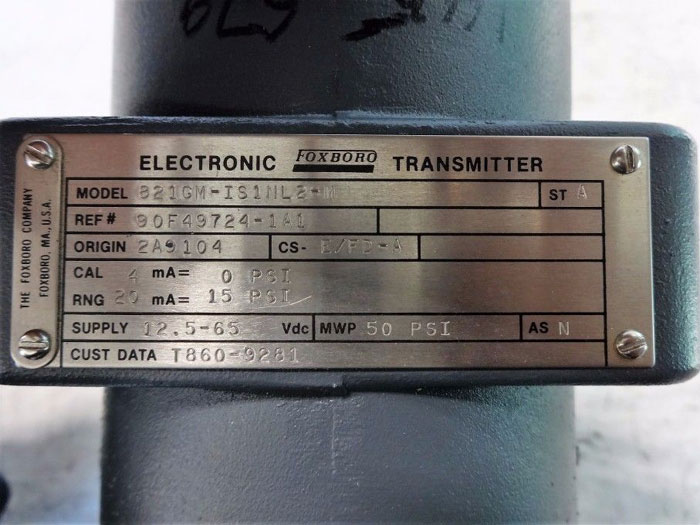 ELECTRONIC FOXBORO TRANSMITTER
MODEL 821GM-IS1NL2-M ST A
REF# 90F49724-1A1
ORIGIN 2A9104 CS- E/FD-A
CAL 4 mA= 0 PSI
RNG 20 mA= 15 PSI
SUPPLY 12.5-65 Vdc MWP 50 PSI AS N
CUST DATA T860-9281
THE FOXBORO COMPANY
FOXBORO, MA., U.S.A.